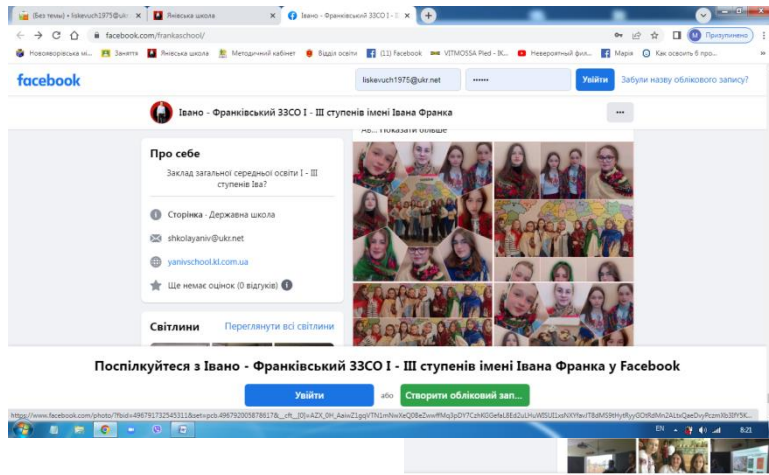 (Без темы) • liskevuch1975@ukr
Янівська школа
Івано - Франківський ЗЗСО І - ІІ
facebook.com/frankaschool/
Призупинено
Новояворівська мі...
Заняття
Янівська школа
Методичний кабінет
Відділ освіти
(11) Facebook
VITMOSSA Pled - IK...
Невероятный фил...
Марія
Как освоить 6 про...
facebook
liskevuch1975@ukr.net
Увійти
Забули назву облікового запису?
Івано - Франківський ЗЗСО І - ІІІ ступенів імені Івана Франка
Ав... Показати більше
Про себе
Заклад загальної середньої освіти І - ІІІ
ступенів Іва?
Сторінка · Державна школа
shkolayaniv@ukr.net
yanivschool.kl.com.ua
Ще немає оцінок (0 відгуків)
Світлини
Переглянути всі світлини
Поспілкуйтеся з Івано - Франківський ЗЗСО І - ІІІ ступенів імені Івана Франка у Facebook
Увійти
або
Створити обліковий зап...
EN
8:21